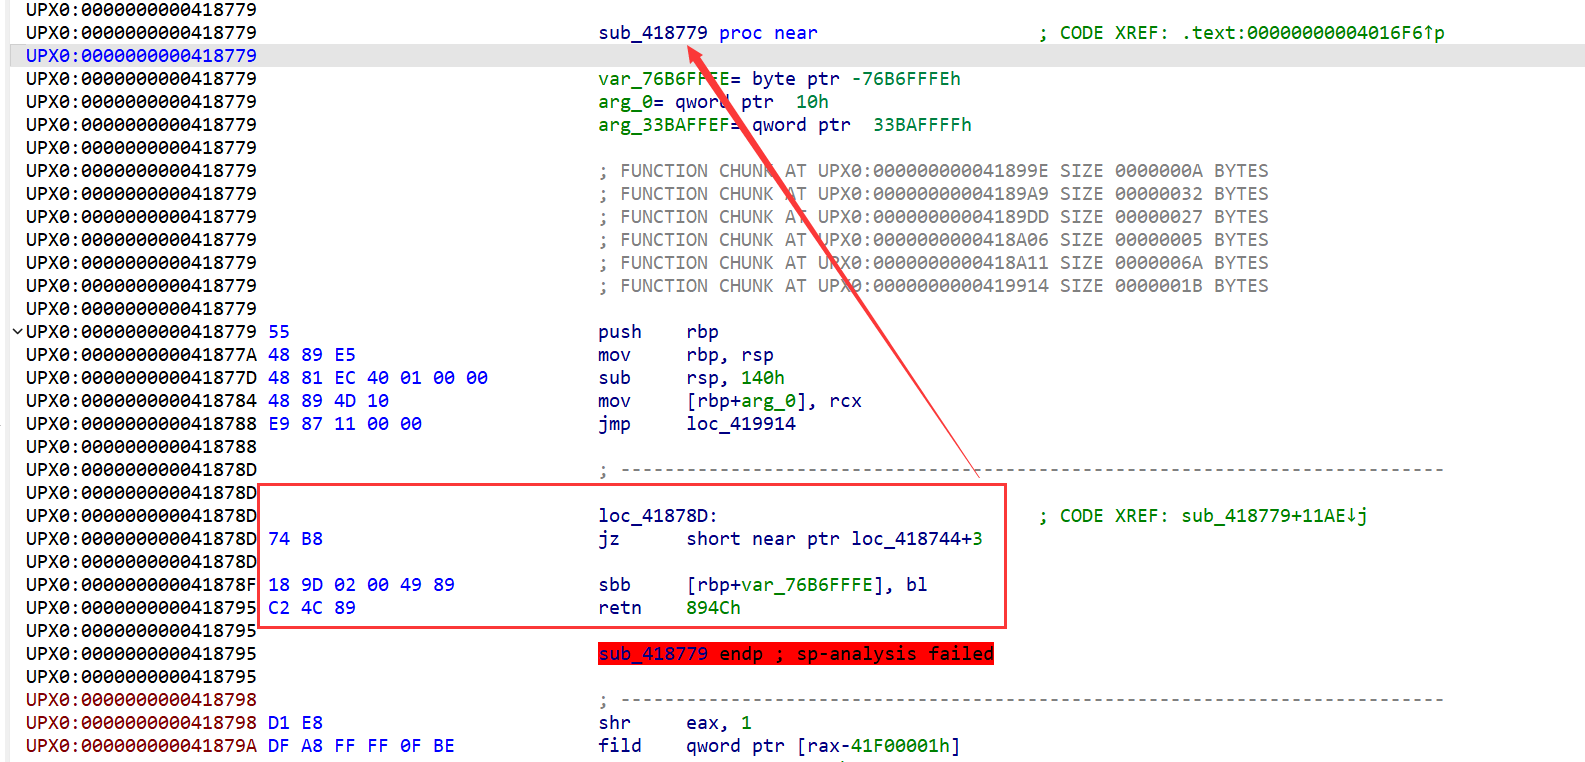 UPX0:0000000000418779
UPX0:0000000000418779 sub_418779 proc near ; CODE XREF: .text:00000000004016F6↑p
UPX0:0000000000418779
UPX0:0000000000418779 var_76B6FFFE= byte ptr -76B6FFFEh
UPX0:0000000000418779 arg_0= qword ptr 10h
UPX0:0000000000418779 arg_33BAFFEF= qword ptr 33BAFFFFh
UPX0:0000000000418779
UPX0:0000000000418779 ; FUNCTION CHUNK AT UPX0:000000000041899E SIZE 0000000A BYTES
UPX0:0000000000418779 ; FUNCTION CHUNK AT UPX0:00000000004189A9 SIZE 00000032 BYTES
UPX0:0000000000418779 ; FUNCTION CHUNK AT UPX0:00000000004189DD SIZE 00000027 BYTES
UPX0:0000000000418779 ; FUNCTION CHUNK AT UPX0:0000000000418A06 SIZE 00000005 BYTES
UPX0:0000000000418779 ; FUNCTION CHUNK AT UPX0:0000000000418A11 SIZE 0000006A BYTES
UPX0:0000000000418779 ; FUNCTION CHUNK AT UPX0:0000000000419914 SIZE 0000001B BYTES
UPX0:0000000000418779
UPX0:0000000000418779 55 push rbp
UPX0:000000000041877A 48 89 E5 mov rbp, rsp
UPX0:000000000041877D 48 81 EC 40 01 00 00 sub rsp, 140h
UPX0:0000000000418784 48 89 4D 10 mov [rbp+arg_0], rcx
UPX0:0000000000418788 E9 87 11 00 00 jmp loc_419914
UPX0:0000000000418788
UPX0:000000000041878D ; ---------------------------------------------------------------------------
UPX0:000000000041878D
UPX0:000000000041878D loc_41878D: ; CODE XREF: sub_418779+11AE↓j
UPX0:000000000041878D 74 B8 jz short near ptr loc_418744+3
UPX0:000000000041878D
UPX0:000000000041878F 18 9D 02 00 49 89 sbb [rbp+var_76B6FFFE], bl
UPX0:0000000000418795 C2 4C 89 retn 894Ch
UPX0:0000000000418795
UPX0:0000000000418795 sub_418779 endp ; sp-analysis failed
UPX0:0000000000418795
UPX0:0000000000418798 ; ---------------------------------------------------------------------------
UPX0:0000000000418798 D1 E8 shr eax, 1
UPX0:000000000041879A DF A8 FF FF 0F BE fild qword ptr [rax-41F00001h]